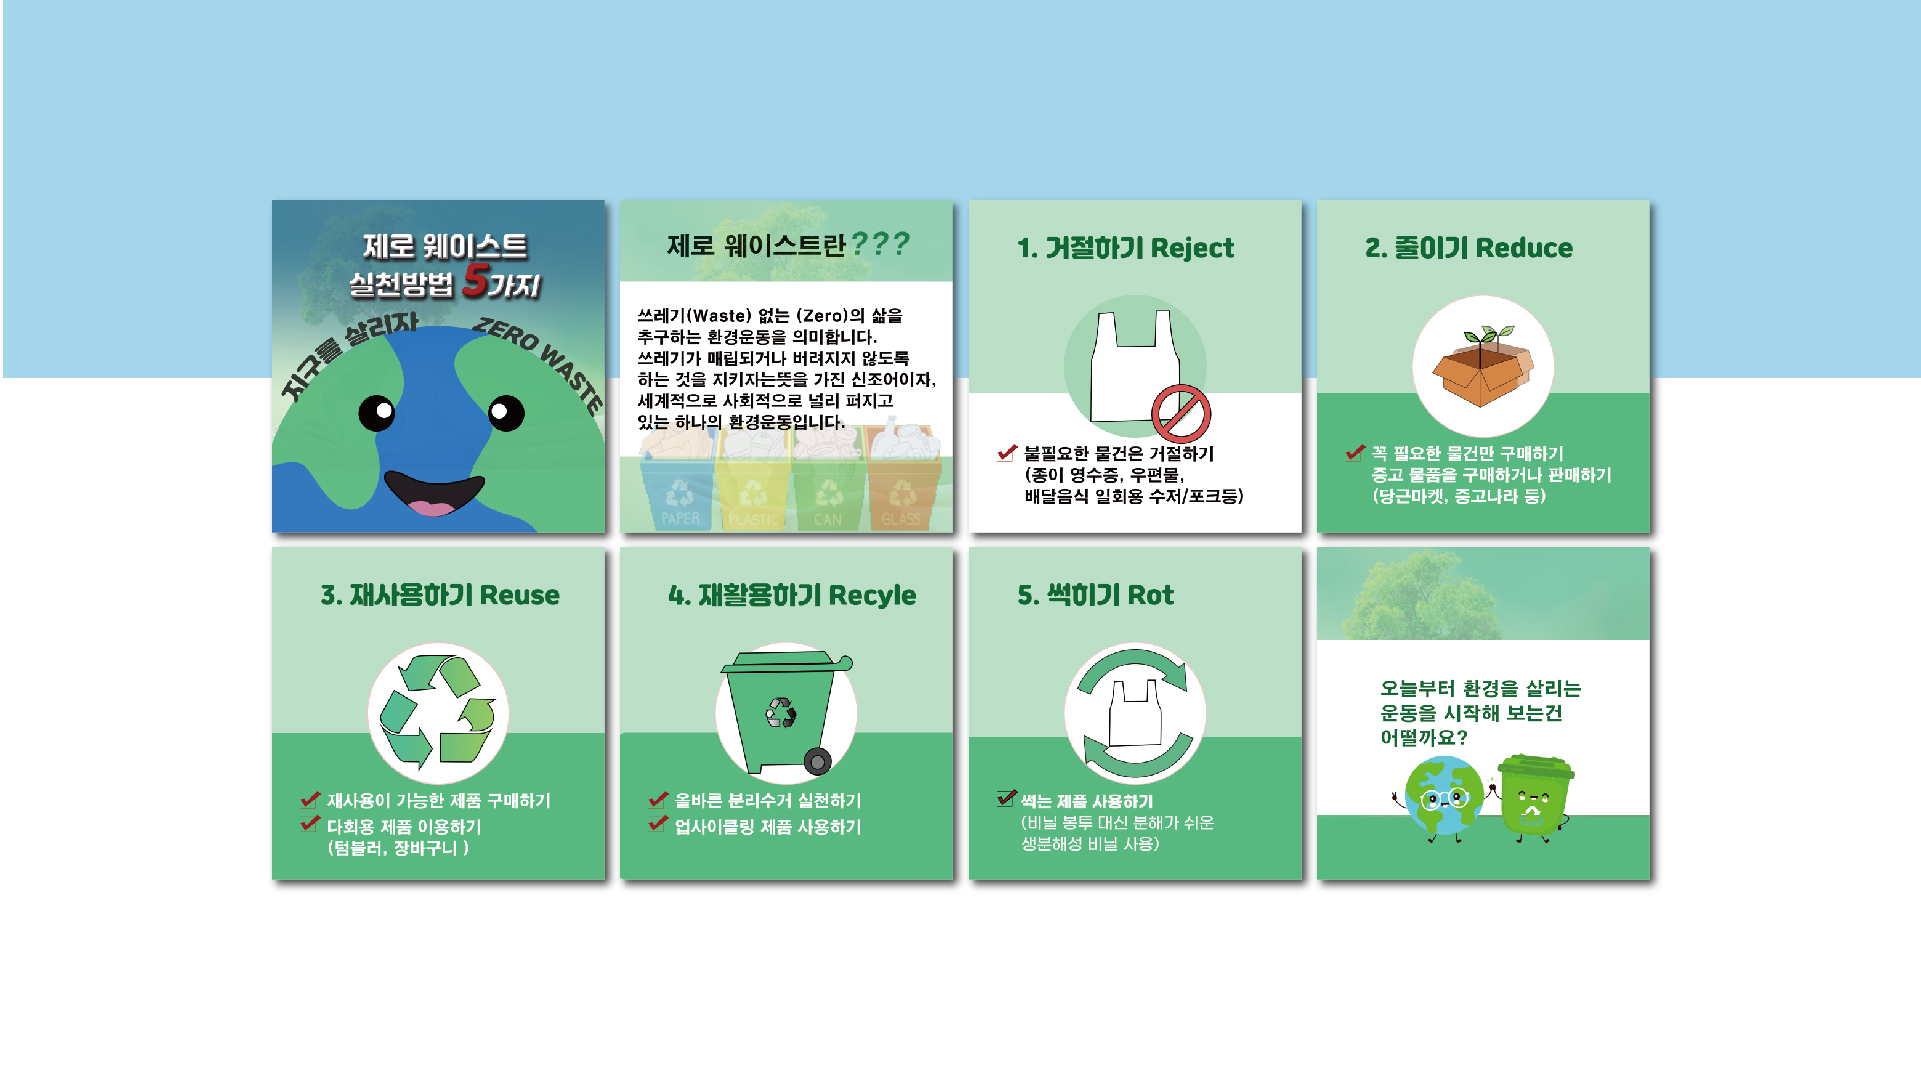 제로 웨이스트
실천방법 5가지
지구를 살리자
ZERO WASTE
제로 웨이스트란???
쓰레기(Waste) 없는 (Zero)의 삶을
추구하는 환경운동을 의미합니다.
쓰레기가 매립되거나 버려지지 않도록
하는 것을 지키자는뜻을 가진 신조어이자,
세계적으로 사회적으로 널리 퍼지고
있는 하나의 환경운동입니다.
PAPER
PLASTIC
CAN
GLASS
1. 거절하기 Reject
불필요한 물건은 거절하기
(종이 영수증, 우편물,
배달음식 일회용 수저/포크등)
2. 줄이기 Reduce
꼭 필요한 물건만 구매하기
중고 물품을 구매하거나 판매하기
(당근마켓, 중고나라 등)
3. 재사용하기 Reuse
재사용이 가능한 제품 구매하기
다회용 제품 이용하기
(텀블러, 장바구니 )
4. 재활용하기 Recyle
올바른 분리수거 실천하기
업사이클링 제품 사용하기
5. 썩히기 Rot
썩는 제품 사용하기
(비닐 봉투 대신 분해가 쉬운
생분해성 비닐 사용)
오늘부터 환경을 살리는
운동을 시작해 보는건
어떨까요?